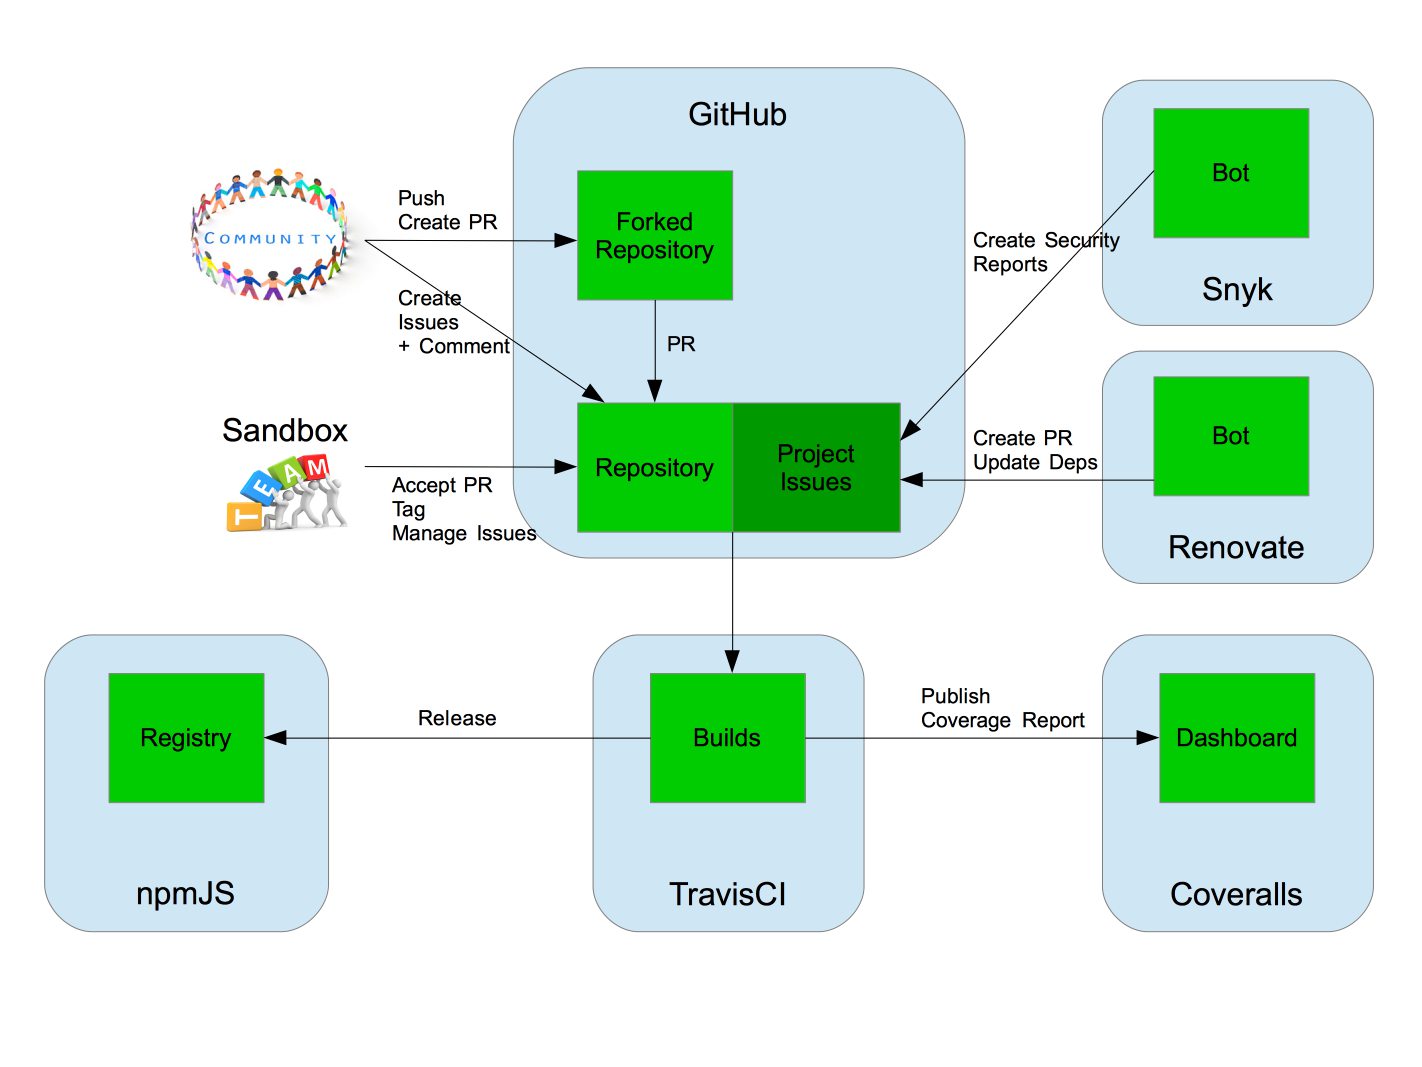 GitHub
Bot
Snyk
COMMUNITY
Push
Create PR
Forked
Repository
Create Security
Reports
Create
Issues
+ Comment
PR
Sandbox
TEAM
Accept PR
Tag
Manage Issues
Repository
Project
Issues
Create PR
Update Deps
Bot
Renovate
Registry
npmJS
Release
Builds
TravisCI
Publish
Coverage Report
Dashboard
Coveralls